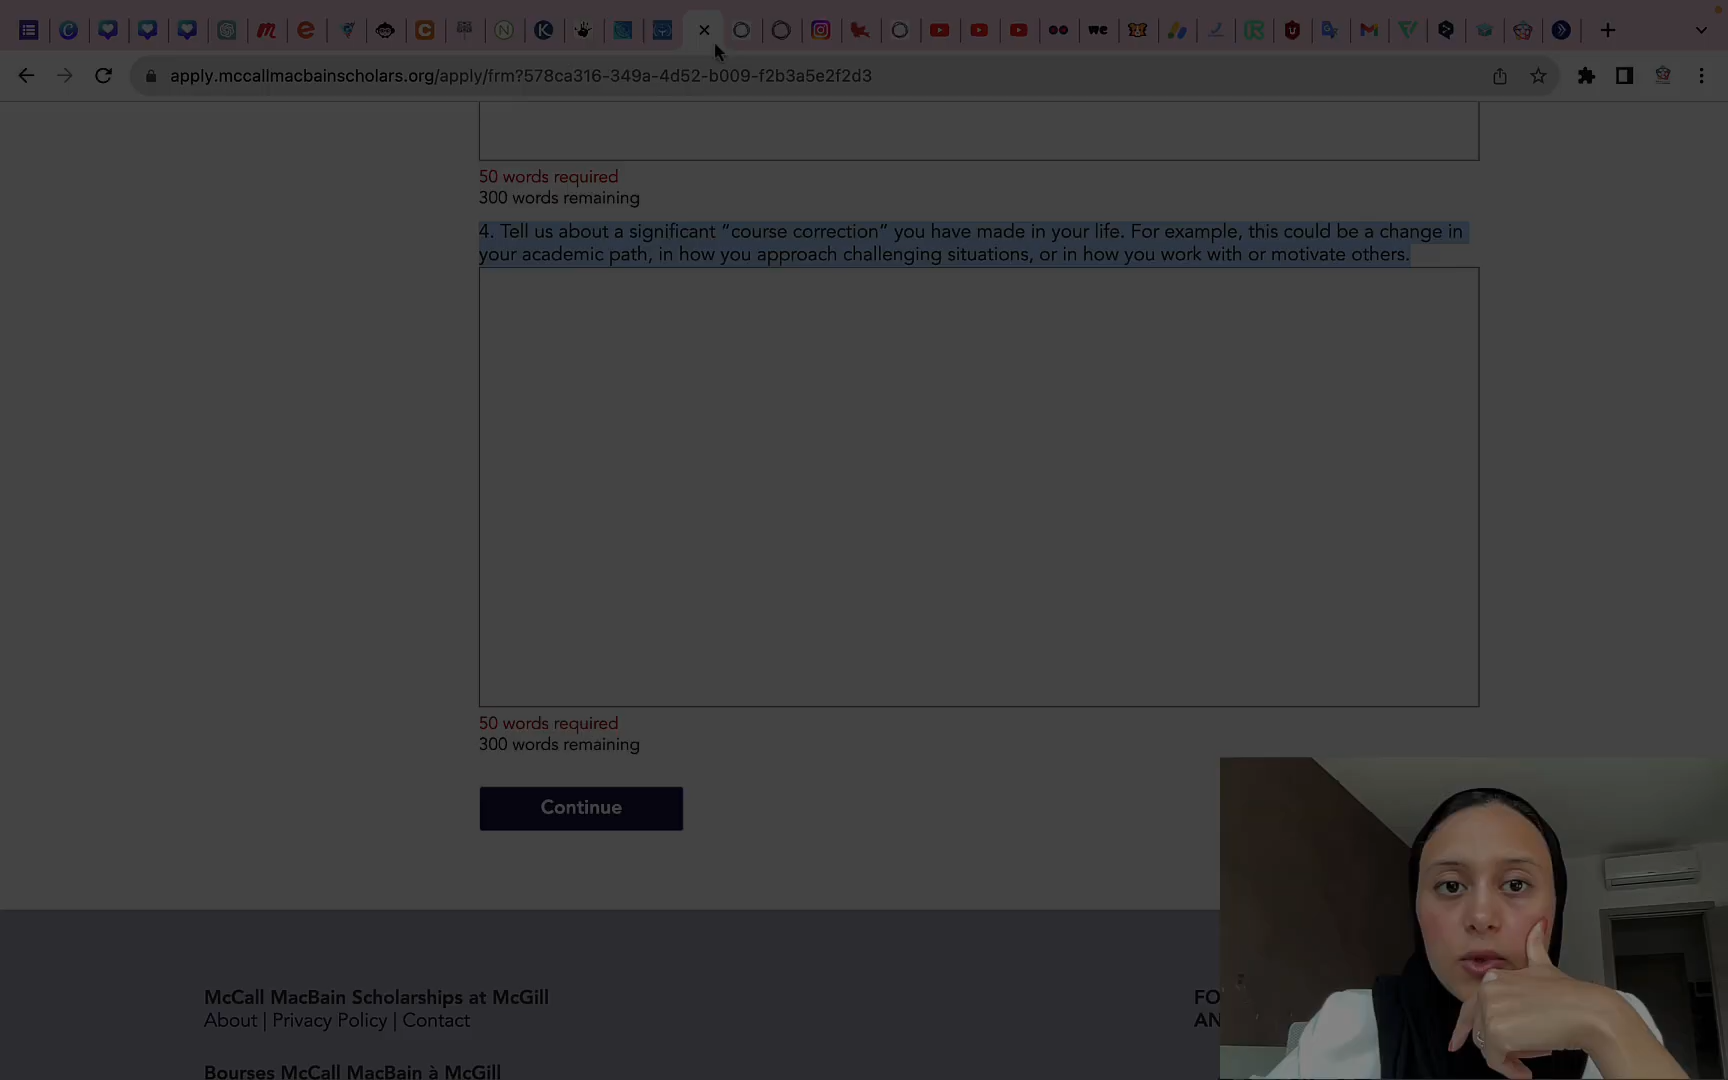 apply.mccallmacbainscholars.org/apply/frm?578ca316-349a-4d52-b009-f2b3a5e2f2d3
50 words required
300 words remaining
4. Tell us about a significant “course correction” you have made in your life. For example, this could be a change in
your academic path, in how you approach challenging situations, or in how you work with or motivate others.
50 words required
300 words remaining
Continue
McCall MacBain Scholarships at McGill
FO
About | Privacy Policy | Contact
AN
Bourses McCall MacBain à McGill